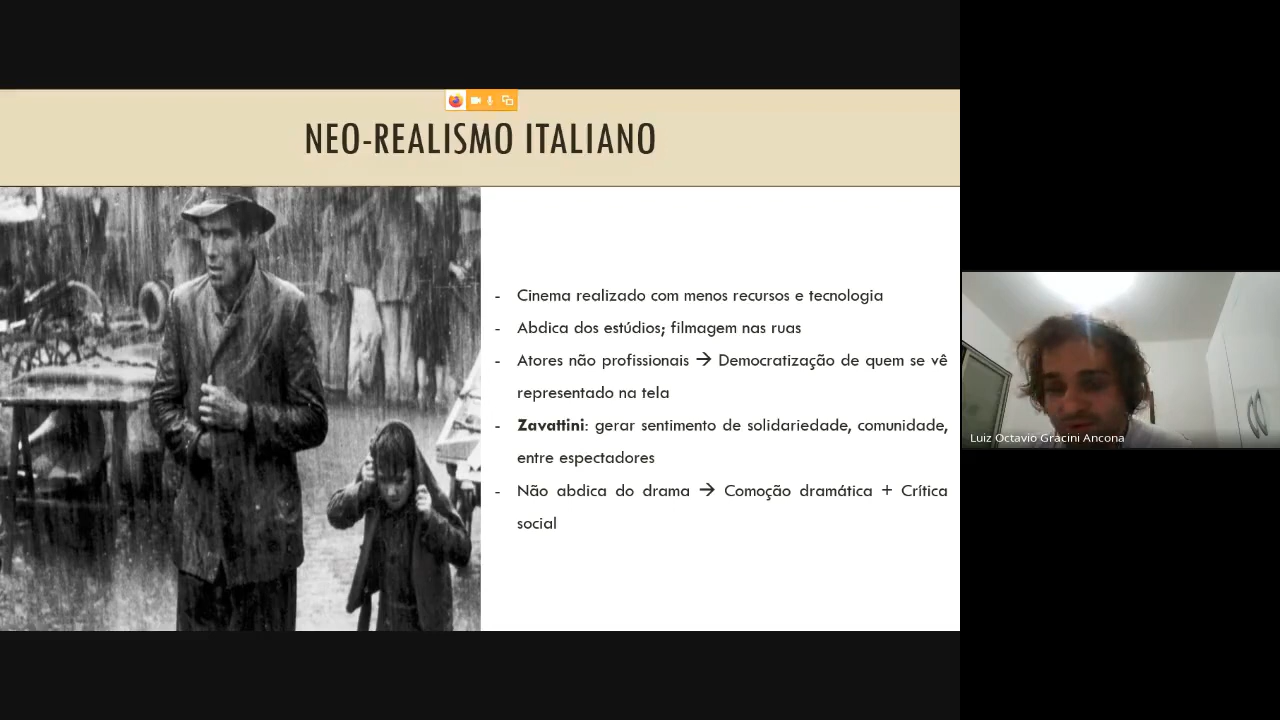 NEO-REALISMO ITALIANO
- Cinema realizado com menos recursos e tecnologia
- Abdica dos estúdios; filmagem nas ruas
- Atores não profissionais → Democratização de quem se vê
representado na tela
- Zavattini: gerar sentimento de solidariedade, comunidade,
entre espectadores
- Não abdica do drama → Comoção dramática + Crítica
social
Luiz Octavio Gracini Ancona